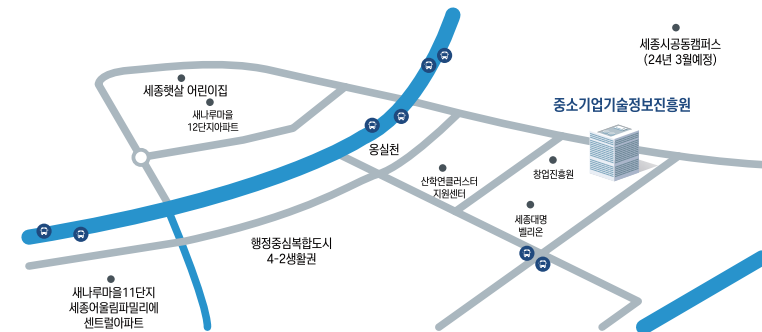 세종시공동캠퍼스
(24년 3월예정)
세종햇살 어린이집
새나루마을
12단지아파트
중소기업기술정보진흥원
옹실천
산학연클러스터
지원센터
창업진흥원
세종대명
벨리온
행정중심복합도시
4-2생활권
새나루마을11단지
세종어울림파밀리에
센트럴아파트